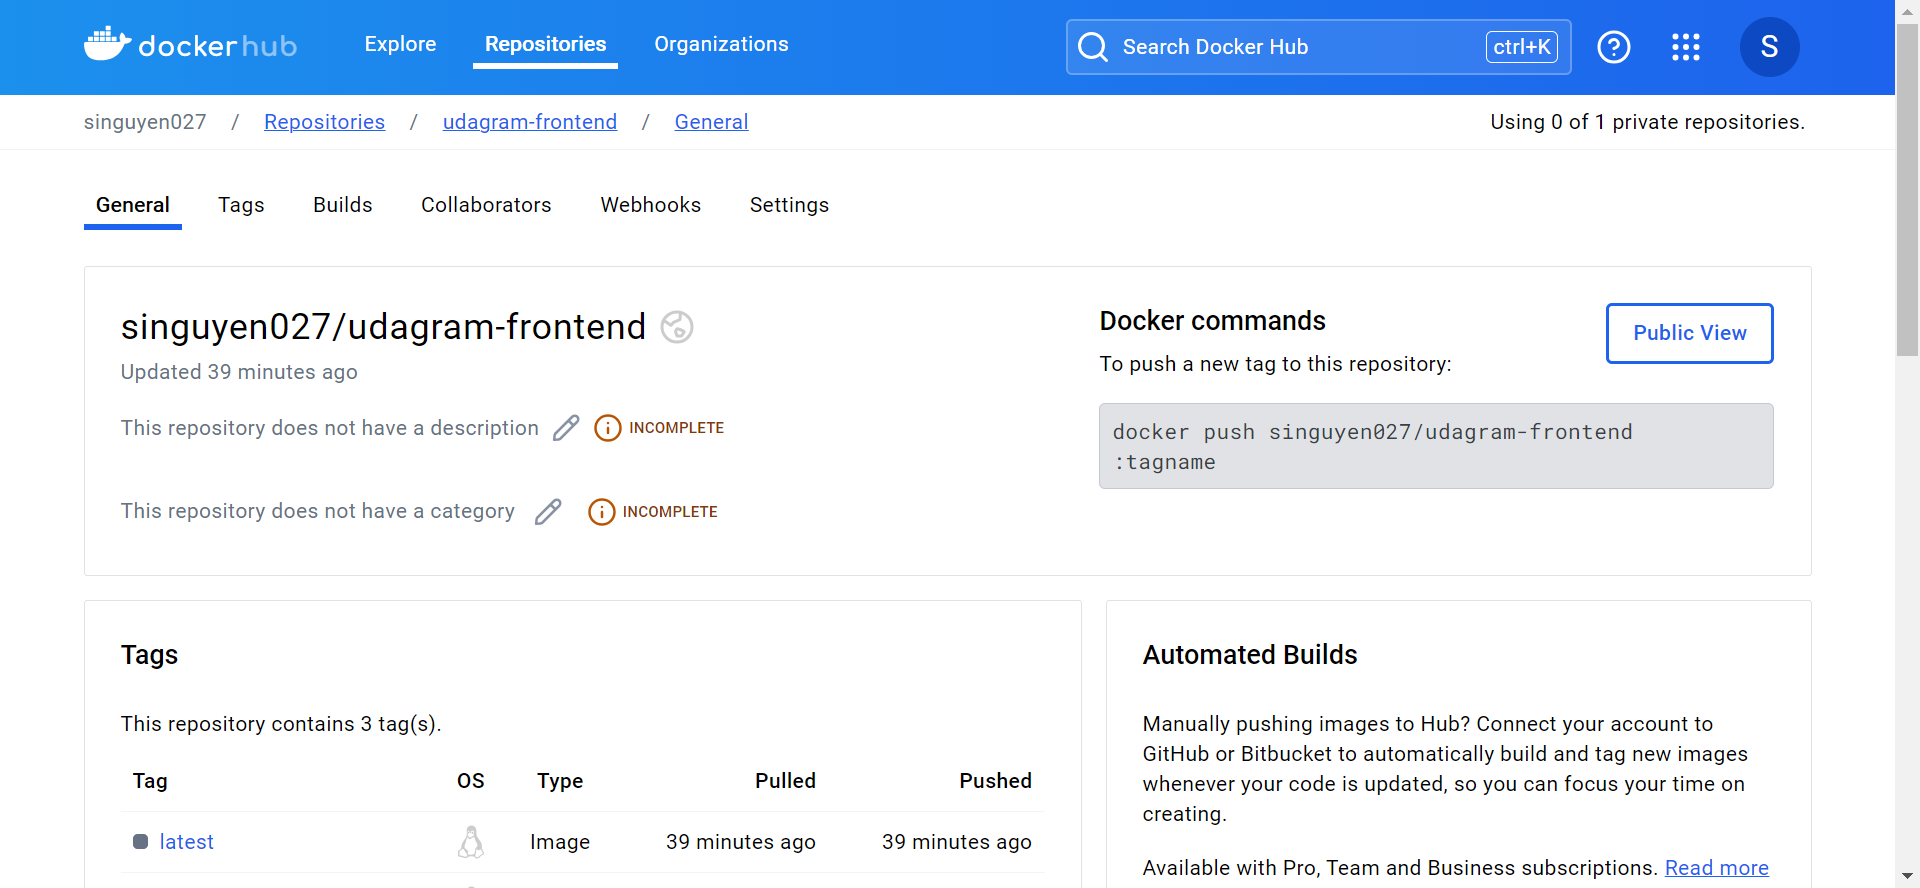 dockerhub Explore Repositories Organizations Search Docker Hub ctrl+K ? S
singuyen027 / Repositories / udagram-frontend / General Using 0 of 1 private repositories.
General Tags Builds Collaborators Webhooks Settings
singuyen027/udagram-frontend
Updated 39 minutes ago
This repository does not have a description INCOMPLETE
This repository does not have a category INCOMPLETE
Docker commands
Public View
To push a new tag to this repository:
docker push singuyen027/udagram-frontend
:tagname
Tags
This repository contains 3 tag(s).
Tag OS Type Pulled Pushed
latest Image 39 minutes ago 39 minutes ago
Automated Builds
Manually pushing images to Hub? Connect your account to
GitHub or Bitbucket to automatically build and tag new images
whenever your code is updated, so you can focus your time on
creating.
Available with Pro, Team and Business subscriptions. Read more